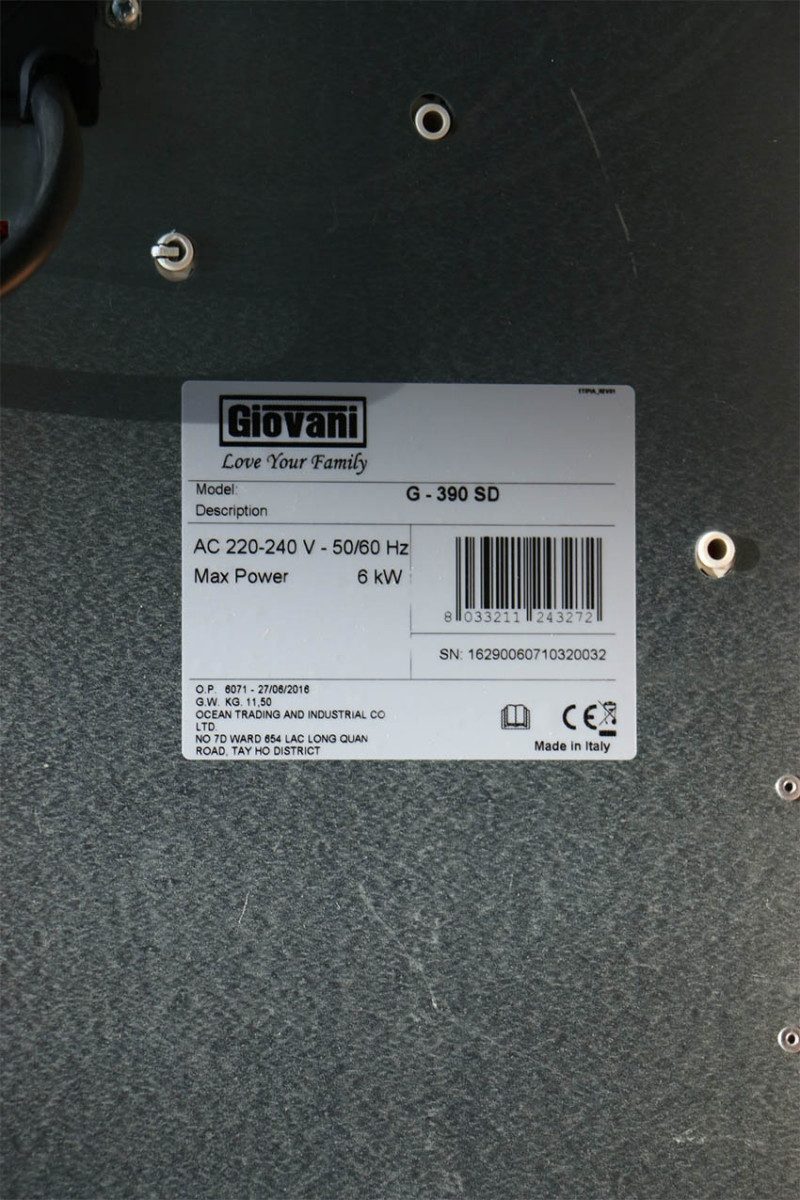 Giovani
Love Your Family
Model: G - 390 SD
Description
AC 220-240 V - 50/60 Hz
Max Power 6 kW
8 033211 243272
SN: 16290060710320032
O.P. 6071 - 27/06/2016
G.W. KG. 11,50
OCEAN TRADING AND INDUSTRIAL CO
LTD.
NO 7D WARD 654 LAC LONG QUAN
ROAD, TAY HO DISTRICT
CE
Made in Italy